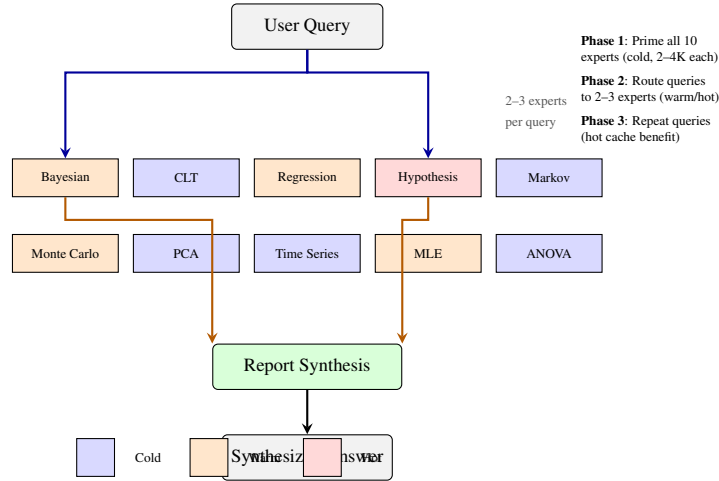 User Query
Phase 1: Prime all 10
experts (cold, 2–4K each)
Phase 2: Route queries
to 2–3 experts (warm/hot)
Phase 3: Repeat queries
(hot cache benefit)
2–3 experts
per query
Bayesian
CLT
Regression
Hypothesis
Markov
Monte Carlo
PCA
Time Series
MLE
ANOVA
Report Synthesis
Cold